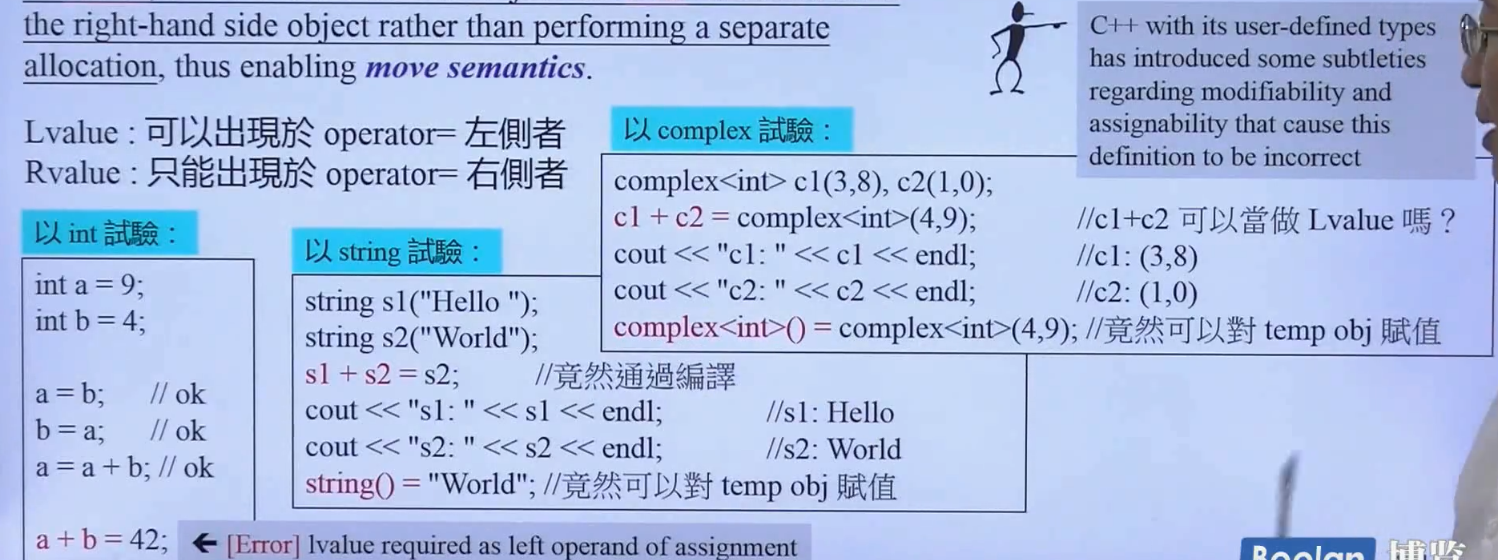 the right-hand side object rather than performing a separate
allocation, thus enabling move semantics.
C++ with its user-defined types
has introduced some subtleties
regarding modifiability and
assignability that cause this
definition to be incorrect
Lvalue : 可以出現於 operator= 左側者
Rvalue : 只能出現於 operator= 右側者
以 int 試驗：
int a = 9;
int b = 4;
a = b; // ok
b = a; // ok
a = a + b; // ok
a + b = 42; ← [Error] lvalue required as left operand of assignment
以 string 試驗：
string s1("Hello ");
string s2("World");
s1 + s2 = s2; //竟然通過編譯
cout << "s1: " << s1 << endl; //s1: Hello
cout << "s2: " << s2 << endl; //s2: World
string() = "World"; //竟然可以對 temp obj 賦值
以 complex 試驗：
complex<int> c1(3,8), c2(1,0);
c1 + c2 = complex<int>(4,9); //c1+c2 可以當做 Lvalue 嗎？
cout << "c1: " << c1 << endl; //c1: (3,8)
cout << "c2: " << c2 << endl; //c2: (1,0)
complex<int>() = complex<int>(4,9); //竟然可以對 temp obj 賦值
Boolan 博览